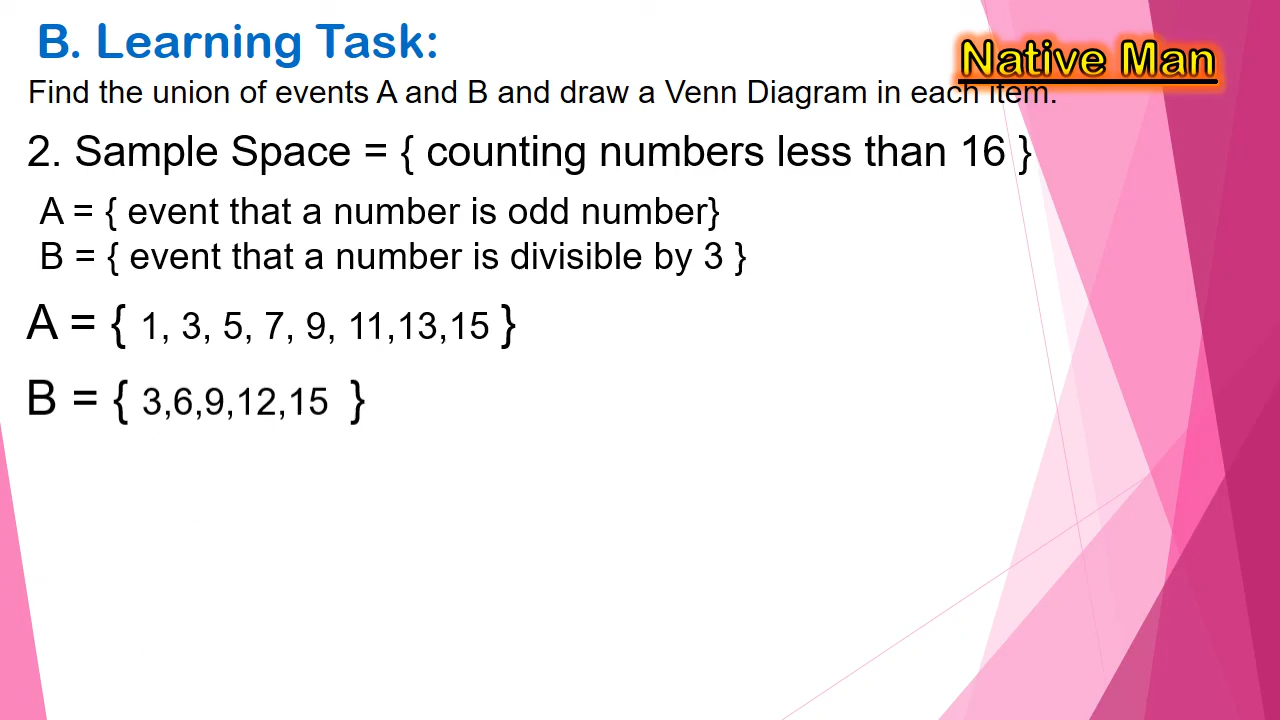 B. Learning Task:
Native Man
Find the union of events A and B and draw a Venn Diagram in each item.
2. Sample Space = { counting numbers less than 16 }
A = { event that a number is odd number}
B = { event that a number is divisible by 3 }
A = { 1, 3, 5, 7, 9, 11,13,15 }
B = { 3,6,9,12,15 }